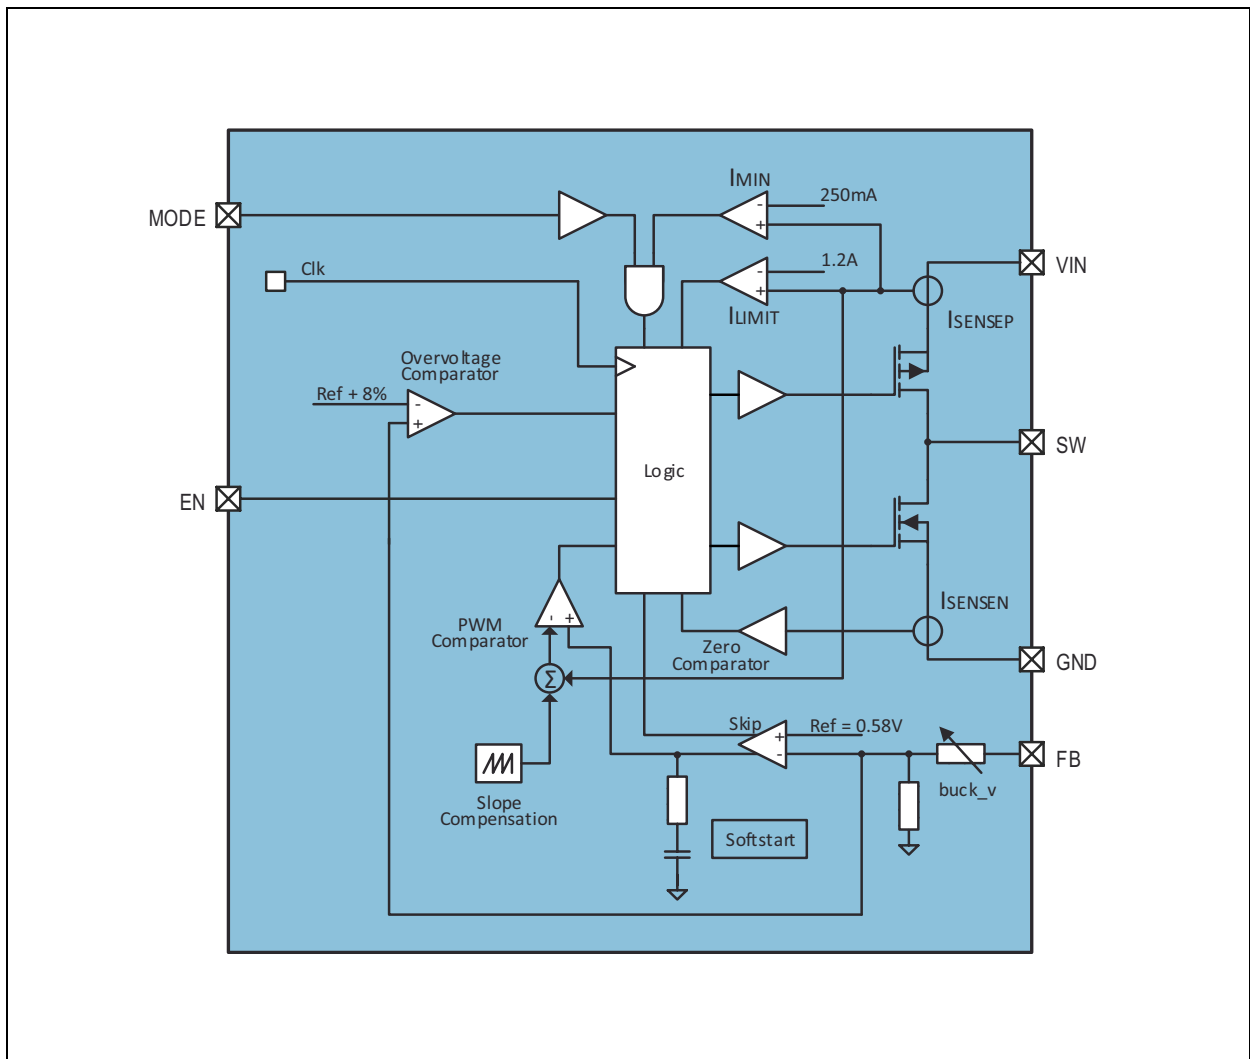 IMIN
250mA
MODE
1.2A
Clk
VIN
ILIMIT
ISENSEP
Overvoltage
Comparator
Ref + 8%
-
+
-
+
-
+
SW
Logic
EN
ISENSEN
- +
PWM
Comparator
Zero
Comparator
GND
Σ
Skip
Ref = 0.58V
+
-
FB
buck_v
Slope
Compensation
Softstart